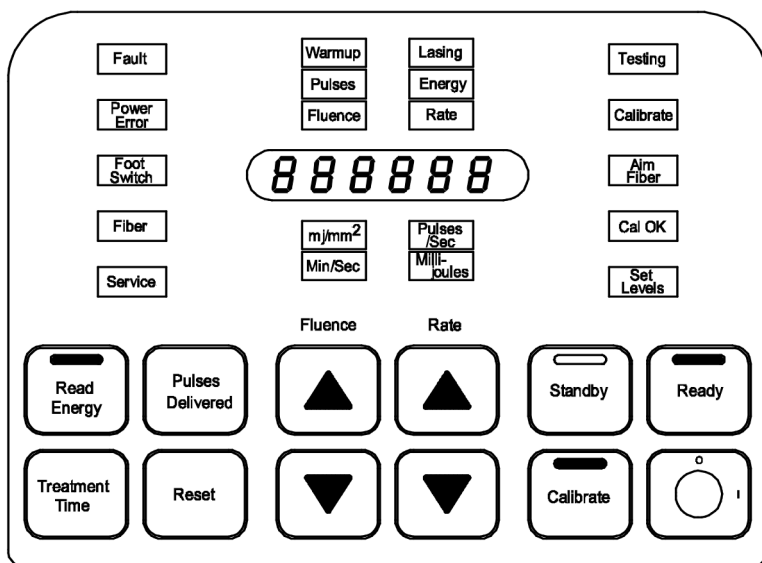 Fault
Warmup
Lasing
Testing
Pulses
Energy
Power
Error
Fluence
Rate
Calibrate
Foot
Switch
888888
Aim
Fiber
Fiber
mj/mm²
Pulses
/Sec
Cal OK
Min/Sec
Milli-
joules
Service
Set
Levels
Fluence
Rate
Read
Energy
Pulses
Delivered
Standby
Ready
Treatment
Time
Reset
Calibrate
O
I